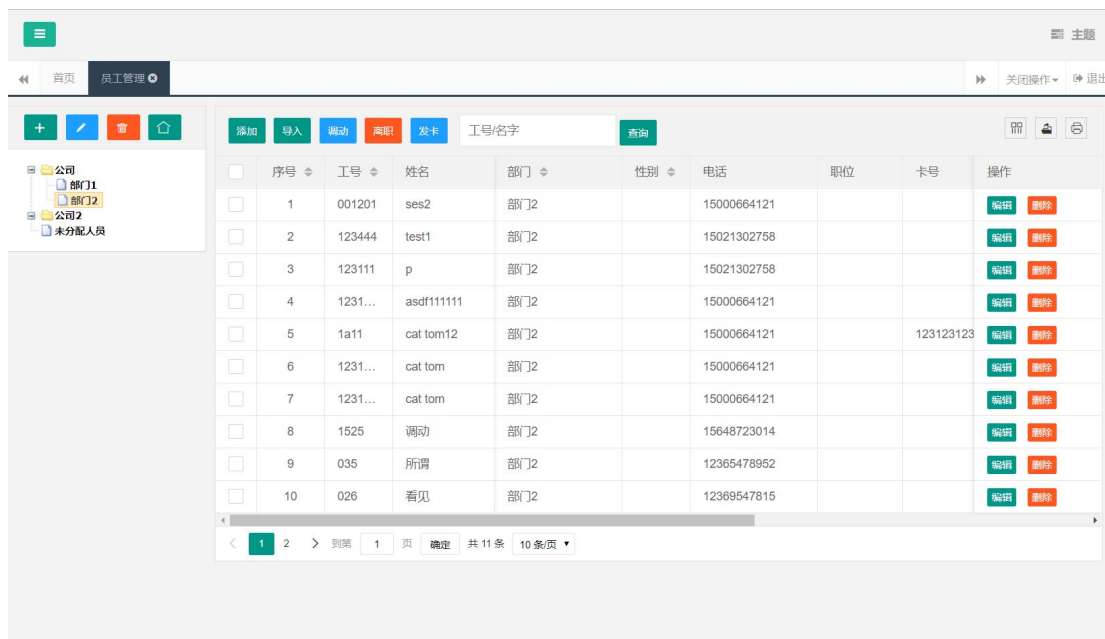 主题
首页 员工管理 关闭操作 退出
添加 导入 调动 离职 发卡 工号/名字 查询
公司
部门1
部门2
公司2
未分配人员
序号 工号 姓名 部门 性别 电话 职位 卡号 操作
1 001201 ses2 部门2 15000664121 编辑 删除
2 123444 test1 部门2 15021302758 编辑 删除
3 123111 p 部门2 15021302758 编辑 删除
4 1231... asdf111111 部门2 15000664121 编辑 删除
5 1a11 cat tom12 部门2 15000664121 123123123 编辑 删除
6 1231... cat tom 部门2 15000664121 编辑 删除
7 1231... cat tom 部门2 15000664121 编辑 删除
8 1525 调动 部门2 15648723014 编辑 删除
9 035 所谓 部门2 12365478952 编辑 删除
10 026 看见 部门2 12369547815 编辑 删除
1 2 到第 1 页 确定 共 11 条 10 条/页